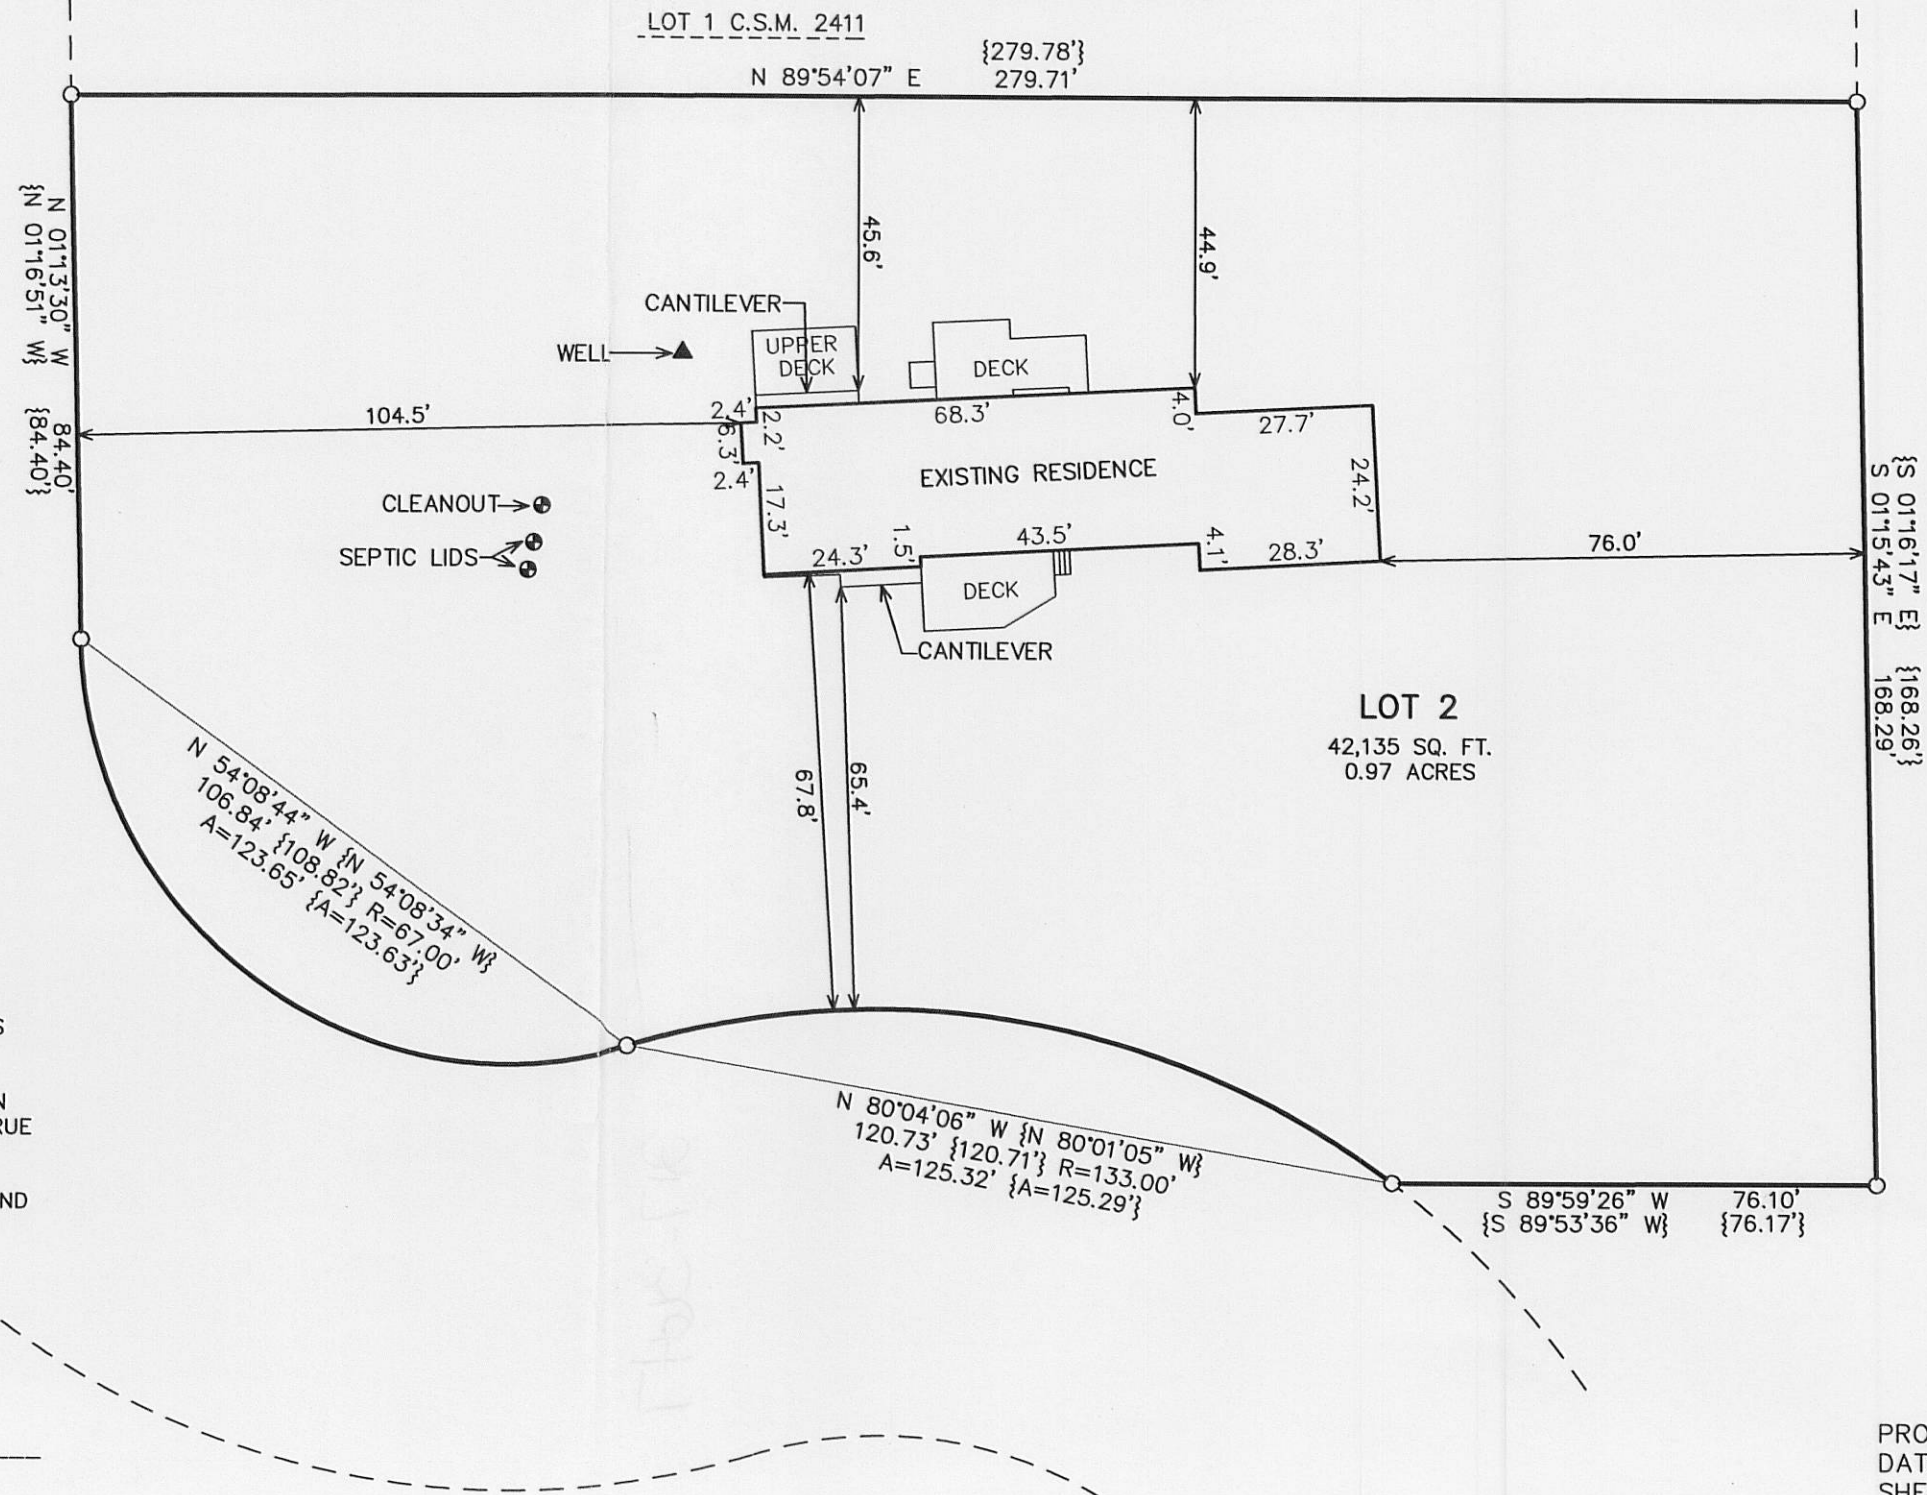 LOT 1 C.S.M. 2411
{279.78'}
N 89°54'07" E 279.71'
N 01°13'30" W 84.40'
{N 01°16'51" W} {84.40'}
45.6'
44.9'
CANTILEVER
WELL
UPPER
DECK
DECK
104.5'
2.4'
2.2'
6.3'
2.4'
17.3'
68.3'
4.0'
27.7'
24.2'
EXISTING RESIDENCE
CLEANOUT
SEPTIC LIDS
24.3'
1.5'
43.5'
4.1'
28.3'
76.0'
DECK
CANTILEVER
{S 01°16'17" E} {168.26'}
S 01°15'43" E 168.29'
LOT 2
42,135 SQ. FT.
0.97 ACRES
67.8'
65.4'
N 54°08'44" W {N 54°08'34" W}
106.84' {108.82'} R=67.00'
A=123.65' {A=123.63'}
N 80°04'06" W {N 80°01'05" W}
120.73' {120.71'} R=133.00'
A=125.32' {A=125.29'}
S 89°59'26" W 76.10'
{S 89°53'36" W} {76.17'}
S
N
RUE
ND
PRO
DAT
SHE